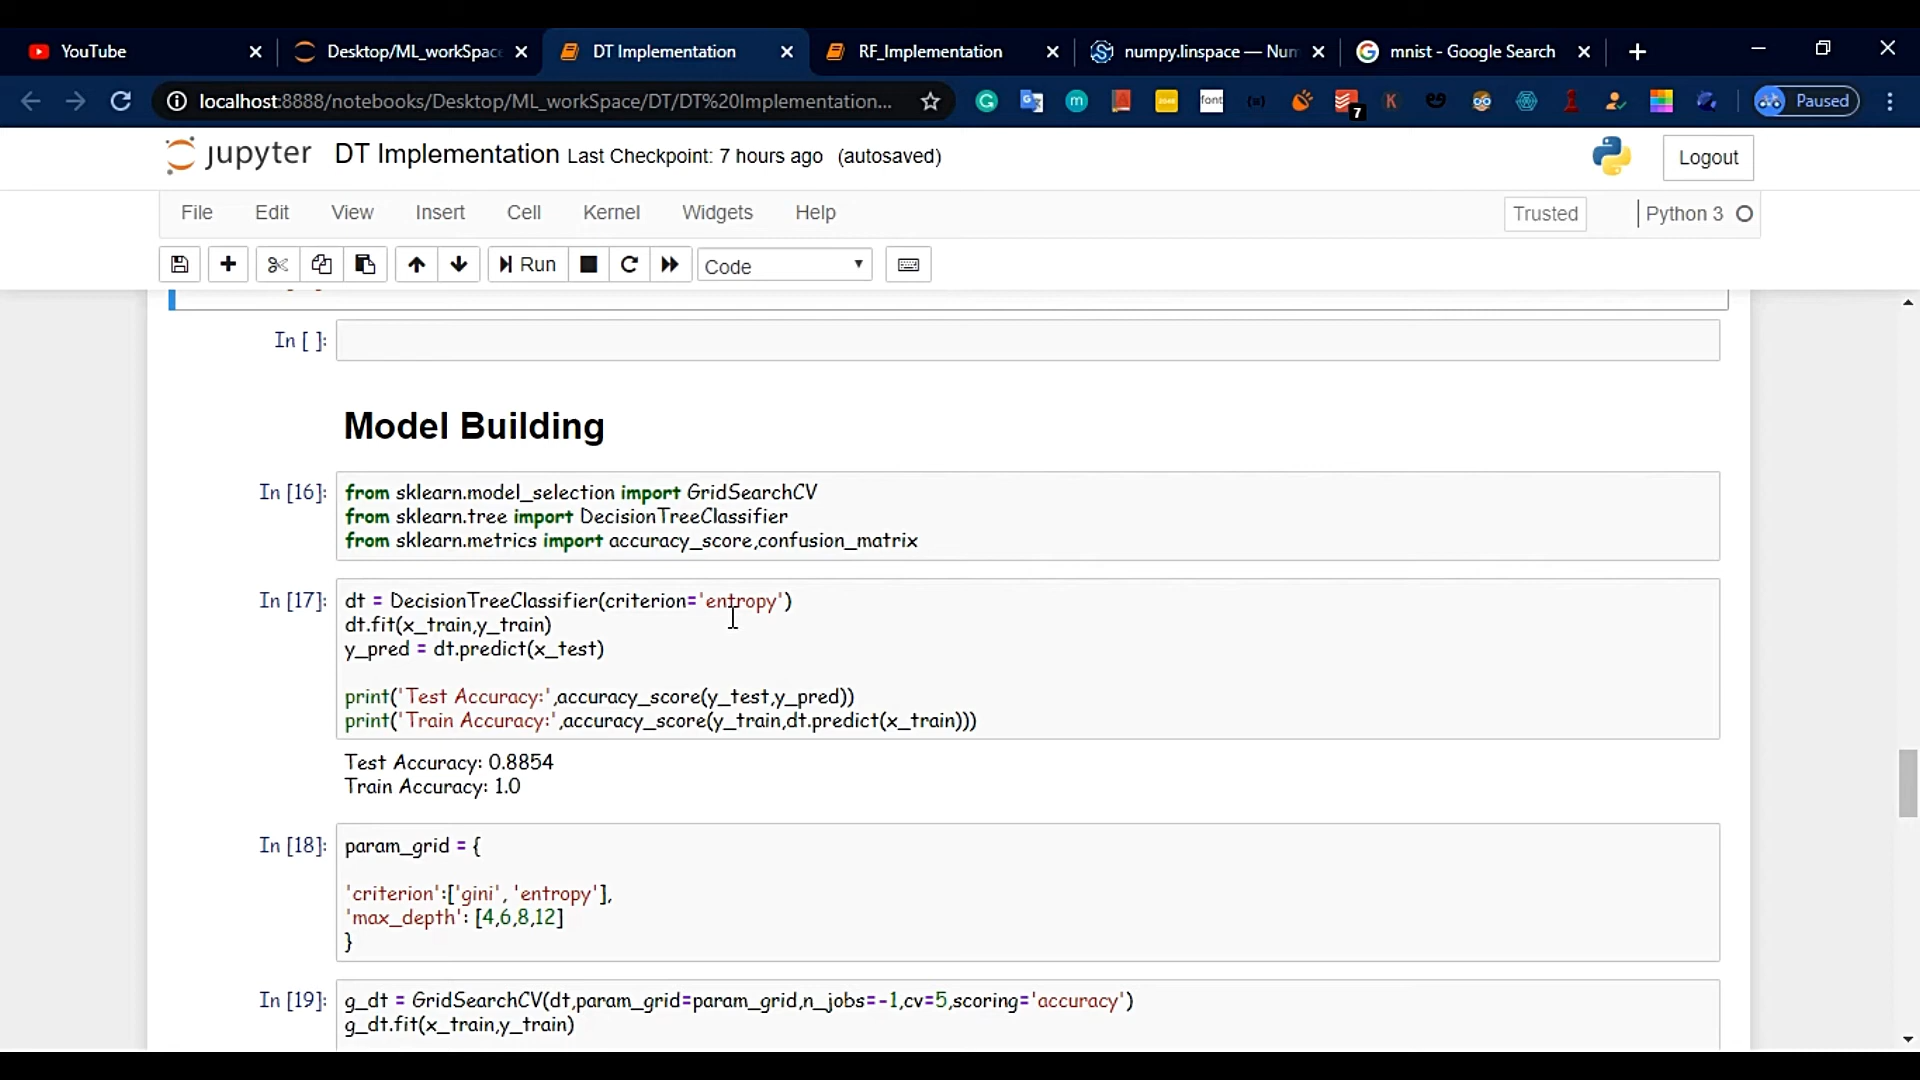 YouTube
Desktop/ML_workSpace
DT Implementation
RF_Implementation
numpy.linspace — Num
mnist - Google Search
localhost:8888/notebooks/Desktop/ML_workSpace/DT/DT%20Implementation...
font
7
Paused
jupyter DT Implementation Last Checkpoint: 7 hours ago (autosaved)
Logout
File Edit View Insert Cell Kernel Widgets Help
Trusted
Python 3
Run
Code
In [ ]:
Model Building
In [16]:
from sklearn.model_selection import GridSearchCV
from sklearn.tree import DecisionTreeClassifier
from sklearn.metrics import accuracy_score,confusion_matrix
In [17]:
dt = DecisionTreeClassifier(criterion='entropy')
dt.fit(x_train,y_train)
y_pred = dt.predict(x_test)
print('Test Accuracy:',accuracy_score(y_test,y_pred))
print('Train Accuracy:',accuracy_score(y_train,dt.predict(x_train)))
Test Accuracy: 0.8854
Train Accuracy: 1.0
In [18]:
param_grid = {
'criterion':['gini', 'entropy'],
'max_depth': [4,6,8,12]
}
In [19]:
g_dt = GridSearchCV(dt,param_grid=param_grid,n_jobs=-1,cv=5,scoring='accuracy')
g_dt.fit(x_train,y_train)